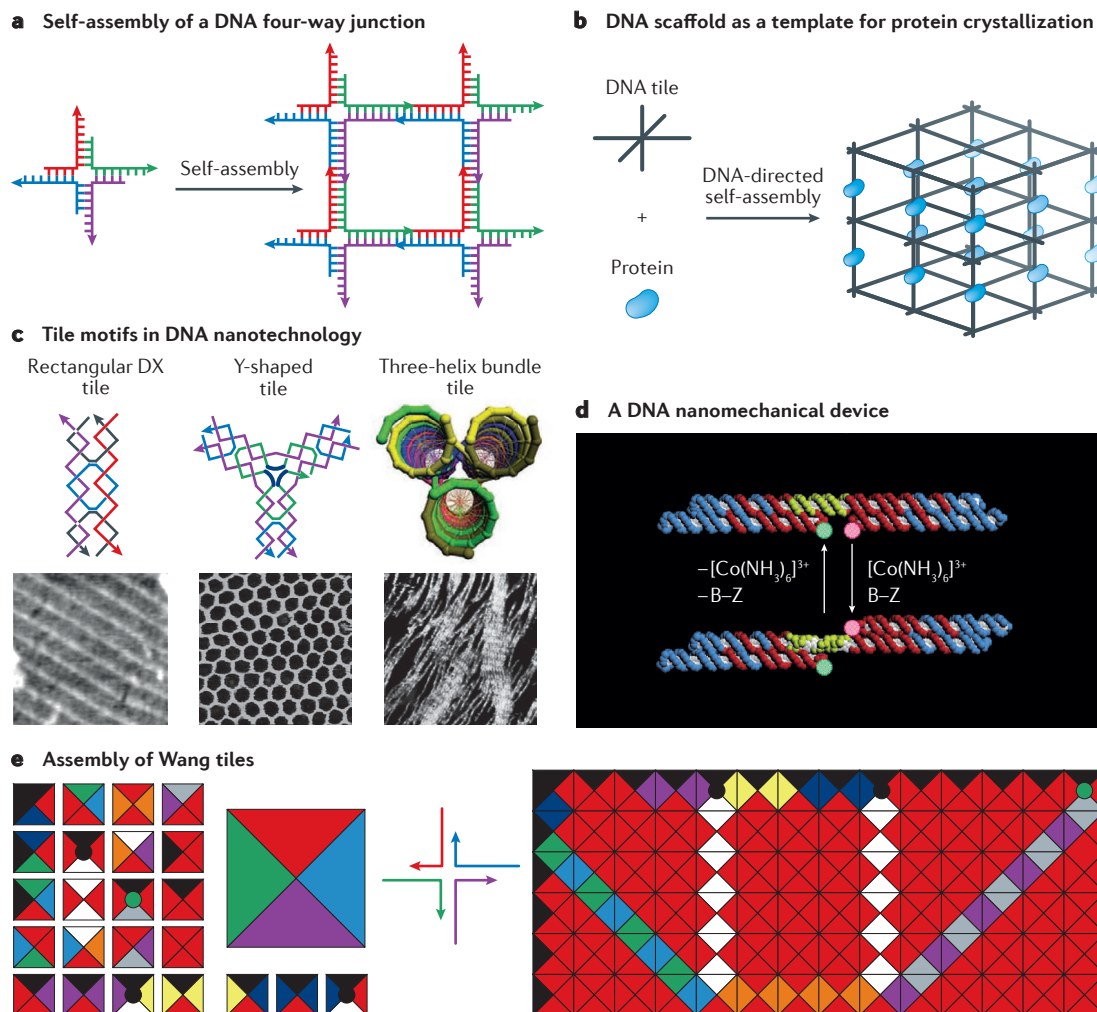 a Self-assembly of a DNA four-way junction
Self-assembly
b DNA scaffold as a template for protein crystallization
DNA tile
+
Protein
DNA-directed
self-assembly
c Tile motifs in DNA nanotechnology
Rectangular DX
tile
Y-shaped
tile
Three-helix bundle
tile
d A DNA nanomechanical device
–[Co(NH₃)₆]³⁺
–B–Z
[Co(NH₃)₆]³⁺
B–Z
e Assembly of Wang tiles